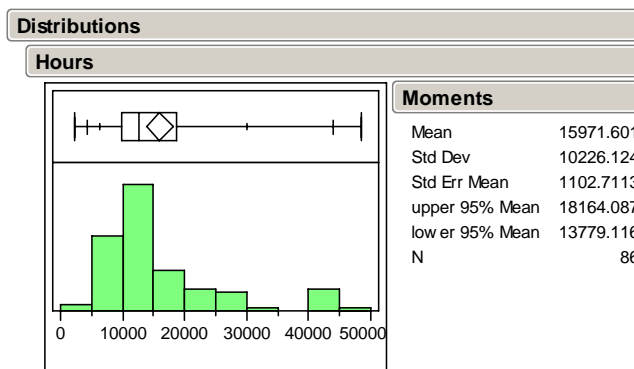 Distributions
Hours
Moments
Mean 15971.601
Std Dev 10226.124
Std Err Mean 1102.7113
upper 95% Mean 18164.087
lower 95% Mean 13779.116
N 86
0 10000 20000 30000 40000 50000